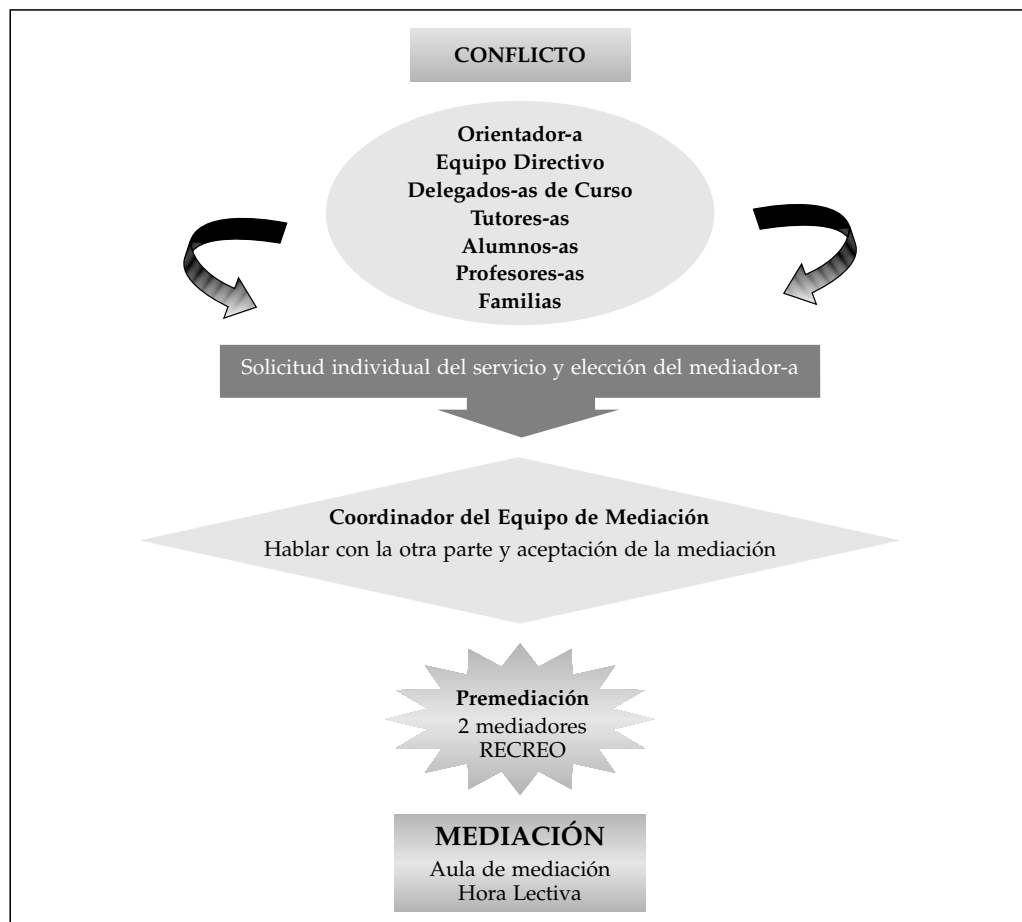 CONFLICTO
Orientador-a
Equipo Directivo
Delegados-as de Curso
Tutores-as
Alumnos-as
Profesores-as
Familias
Solicitud individual del servicio y elección del mediador-a
Coordinador del Equipo de Mediación
Hablar con la otra parte y aceptación de la mediación
Premediación
2 mediadores
RECREO
MEDIACIÓN
Aula de mediación
Hora Lectiva